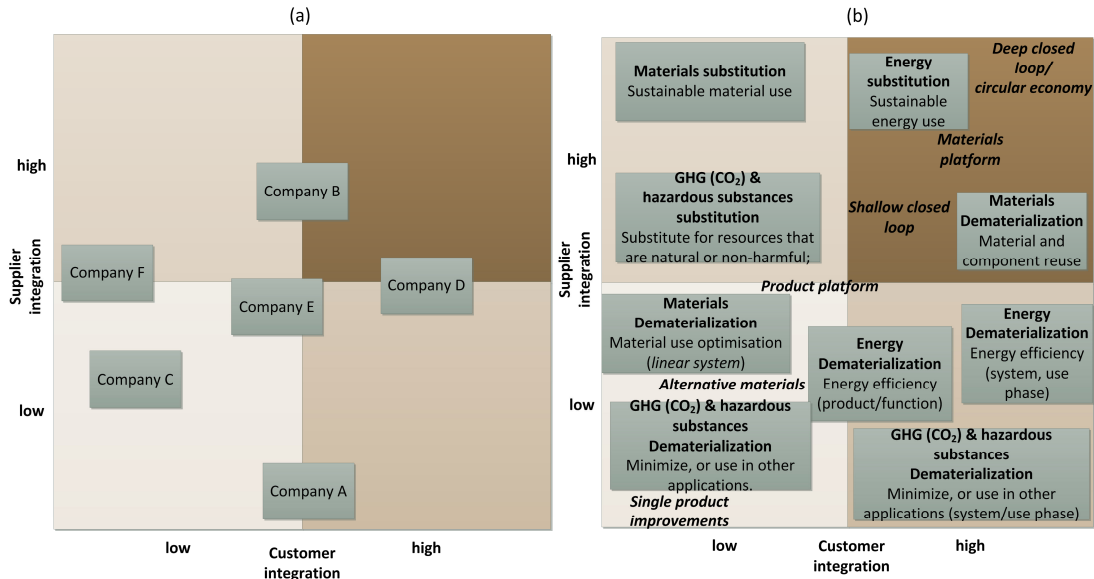 (a)
high
Supplier
integration
low
Company B
Company F
Company D
Company E
Company C
Company A
low
Customer
integration
high
(b)
high
Supplier
integration
low
Materials substitution
Sustainable material use
Energy
substitution
Sustainable
energy use
Deep closed
loop/
circular economy
Materials
platform
GHG (CO₂) &
hazardous substances
substitution
Substitute for resources that
are natural or non-harmful;
Shallow closed
loop
Materials
Dematerialization
Material and
component reuse
Product platform
Materials
Dematerialization
Material use optimisation
(linear system)
Energy
Dematerialization
Energy efficiency
(product/function)
Energy
Dematerialization
Energy efficiency
(system, use
phase)
Alternative materials
GHG (CO₂) & hazardous
substances
Dematerialization
Minimize, or use in other
applications.
GHG (CO₂) & hazardous
substances
Dematerialization
Minimize, or use in other
applications (system/use phase)
Single product
improvements
low
Customer
integration
high